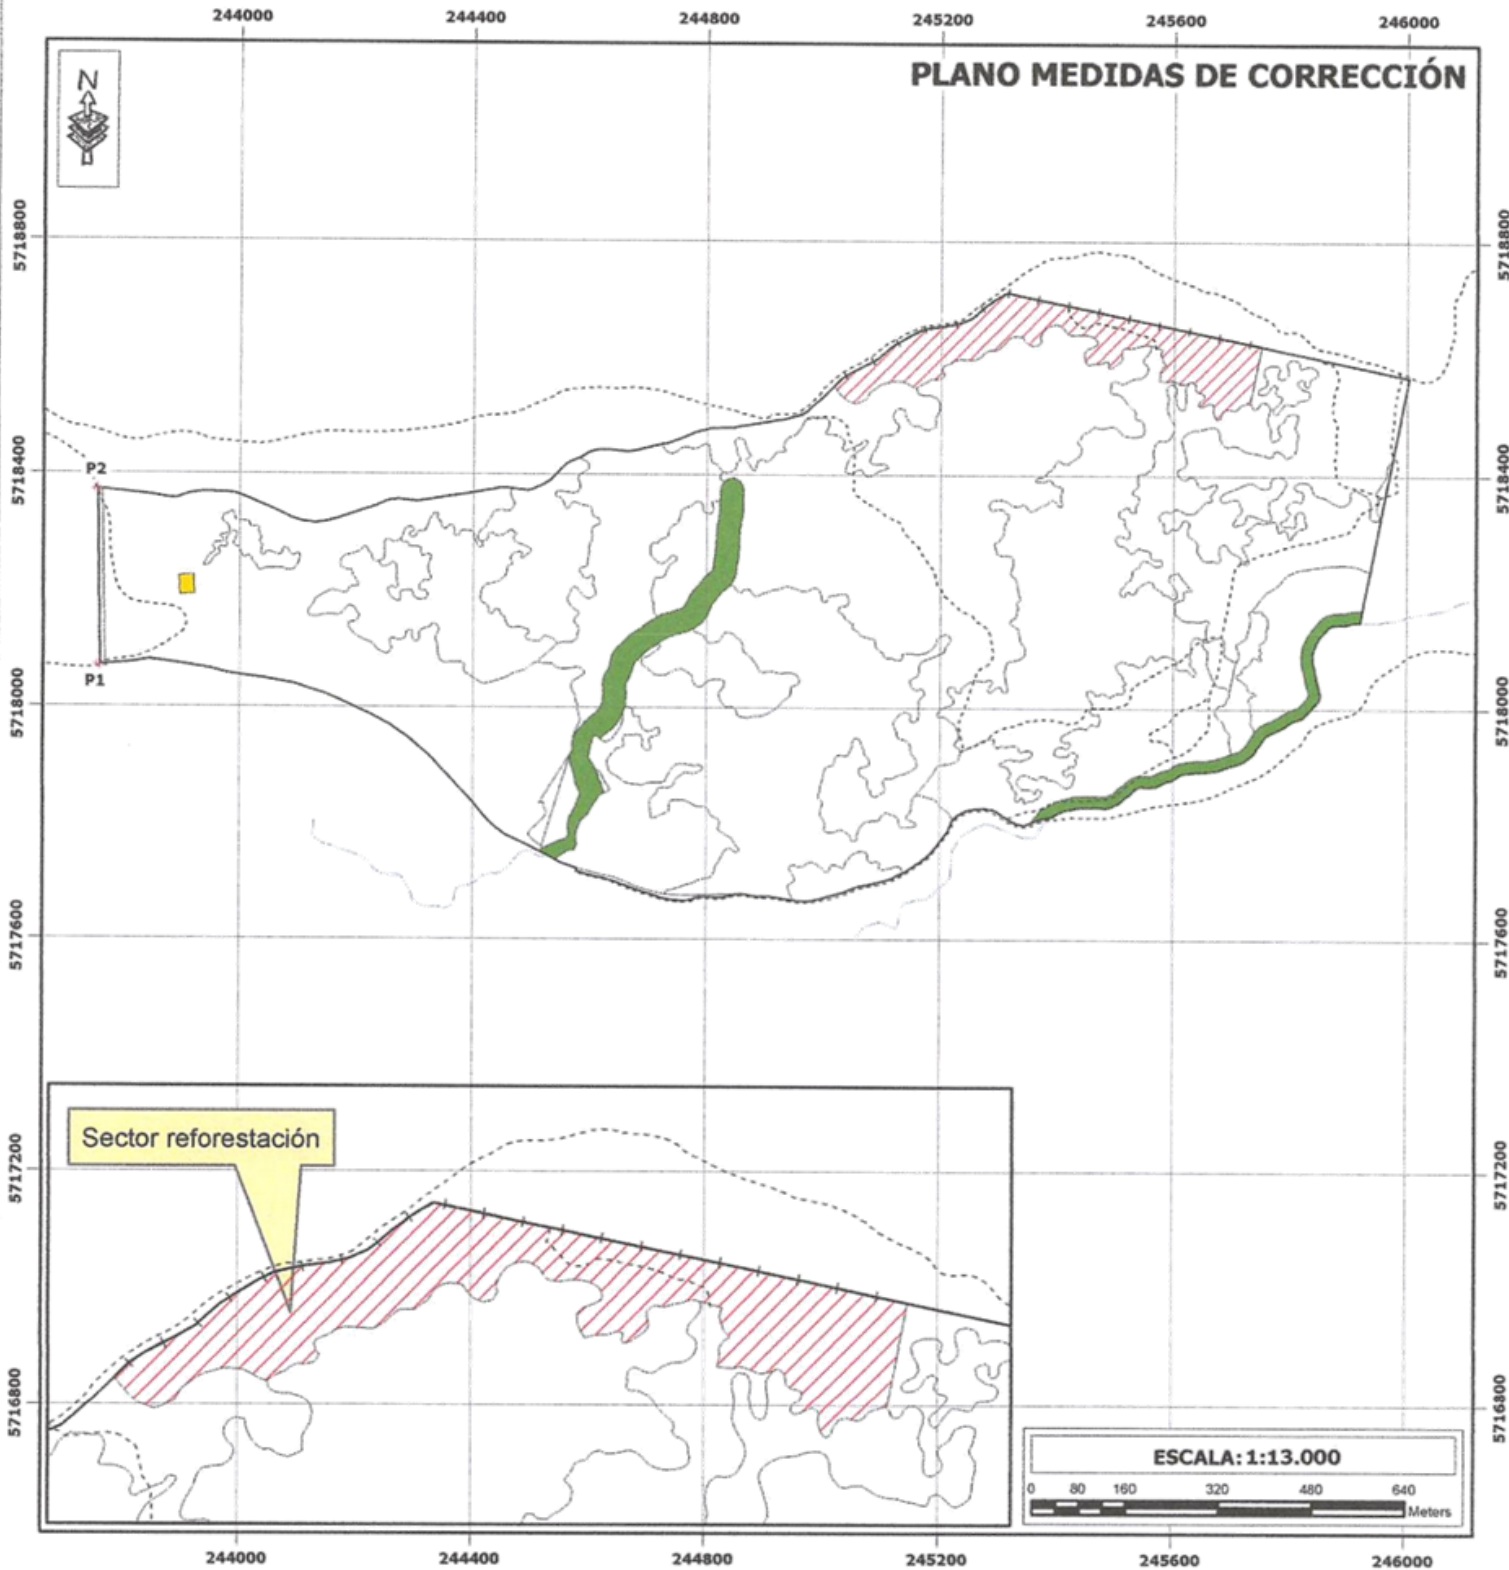 244000 244400 244800 245200 245600 246000
PLANO MEDIDAS DE CORRECCIÓN
N
5718800 5718800
5718400 5718400
P2
P1
5718000 5718000
5717600 5717600
Sector reforestación
5717200 5717200
5716800 5716800
ESCALA: 1:13.000
0 80 160 320 480 640
Meters
244000 244400 244800 245200 245600 246000